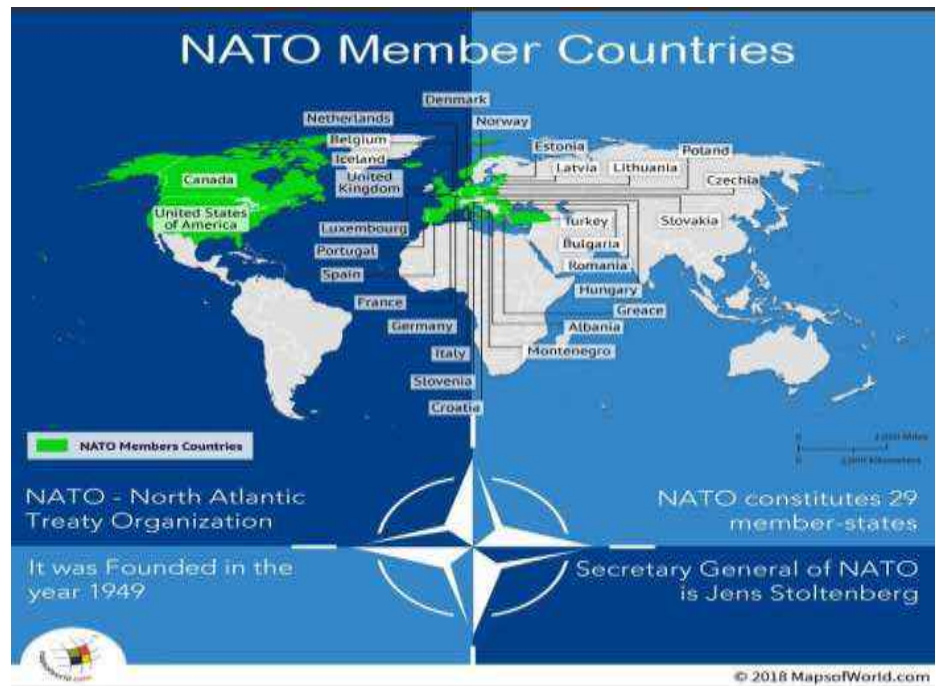 NATO Member Countries
Denmark
Netherlands
Norway
Belgium
Estonia
Poland
Iceland
Latvia
Lithuania
Canada
United
Kingdom
Czechia
United States
of America
Luxembourg
Turkey
Slovakia
Portugal
Bulgaria
Spain
Romania
France
Hungary
Greace
Germany
Albania
Italy
Montenegro
Slovenia
Croatia
NATO Members Countries
NATO - North Atlantic
Treaty Organization
NATO constitutes 29
member-states
It was Founded in the
year 1949
Secretary General of NATO
is Jens Stoltenberg
© 2018 MapsofWorld.com